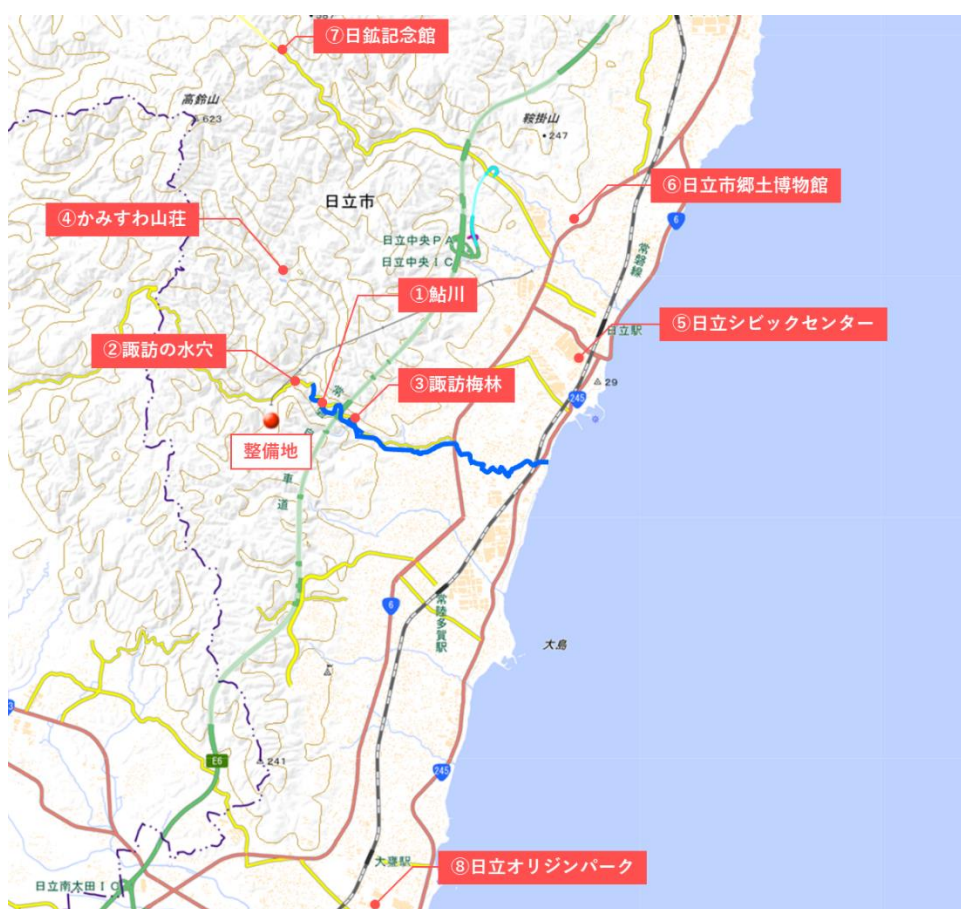 ⑦日鉱記念館
高鈴山
623
鞍掛山
247
日立市
⑥日立市郷土博物館
④かみすわ山荘
6
日立中央PA
日立中央IC
常磐線
①鮎川
⑤日立シビックセンター
日立駅
②諏訪の水穴
③諏訪梅林
29
245
常
整備地
車
道
6
常陸多賀駅
大島
E6
241
245
大甕駅
⑧日立オリジンパーク
日立南太田IC